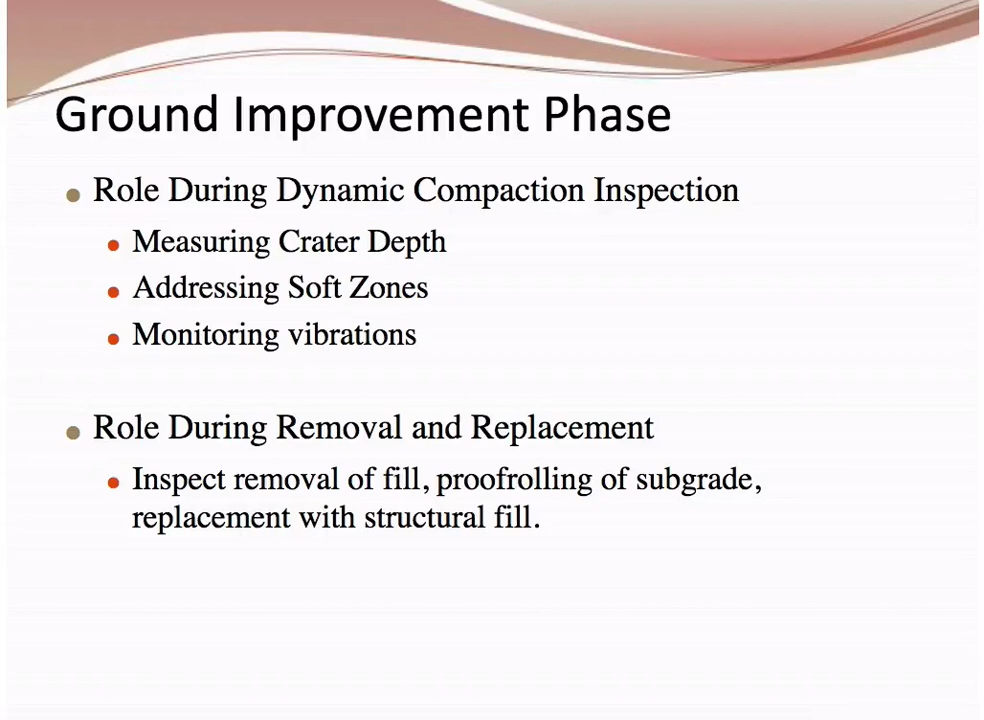 Ground Improvement Phase
Role During Dynamic Compaction Inspection
Measuring Crater Depth
Addressing Soft Zones
Monitoring vibrations
Role During Removal and Replacement
Inspect removal of fill, proofrolling of subgrade,
replacement with structural fill.